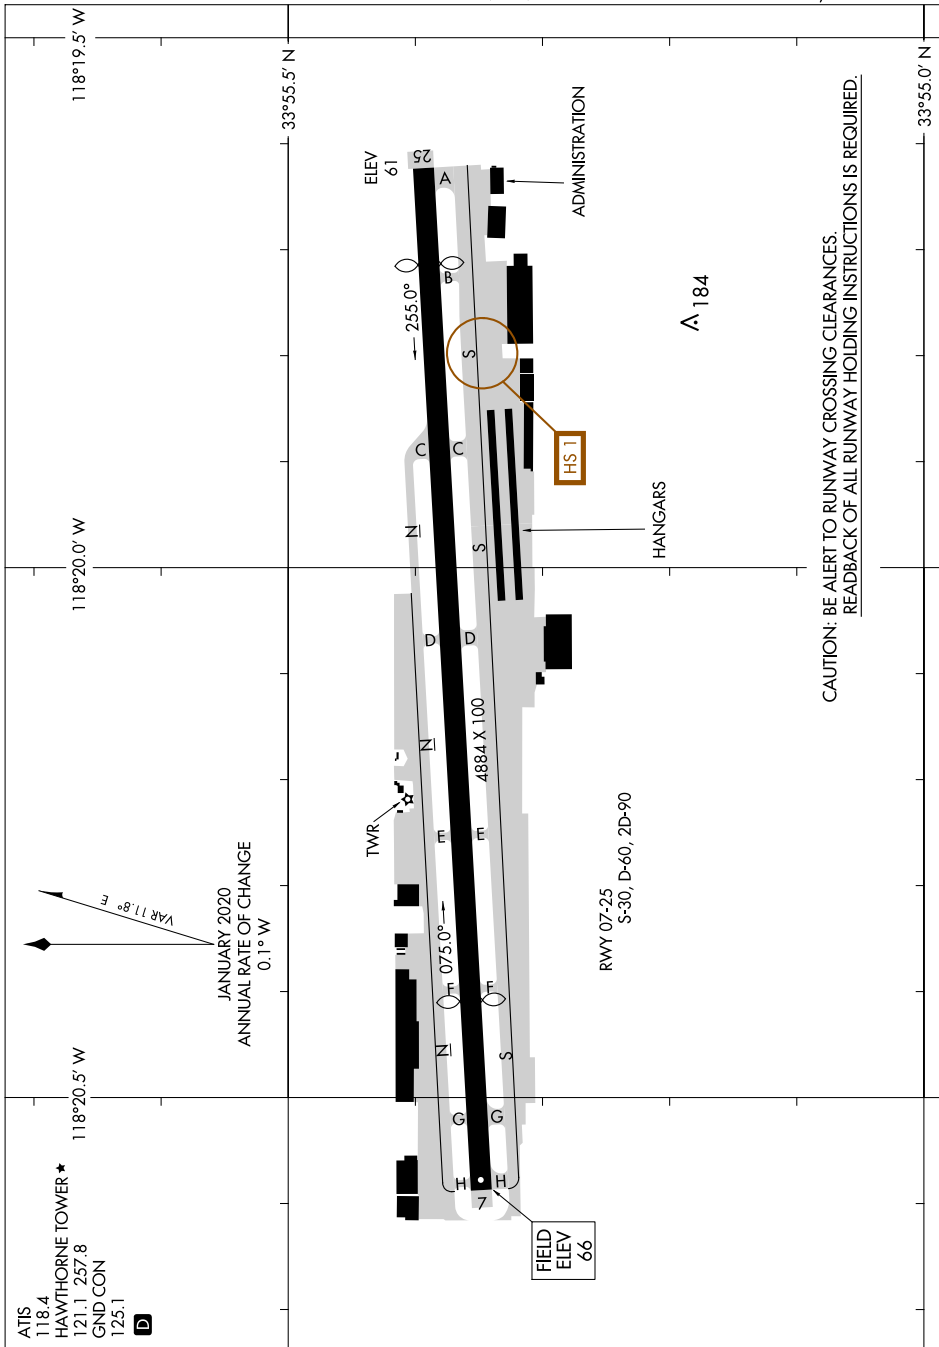 ATIS
118.4
HAWTHORNE TOWER
121.1 257.8
GND CON
125.1
D
118°20.5' W
118°20.0' W
118°19.5' W
33°55.5' N
33°55.0' N
VAR 11.8° E
JANUARY 2020
ANNUAL RATE OF CHANGE
0.1° W
TWR
ELEV
61
25
A
B
255.0°
S
HS 1
C
C
N
S
D
D
N
4884 X 100
E
E
075.0°
F
F
N
S
G
G
H
H
7
FIELD
ELEV
66
ADMINISTRATION
184
HANGARS
RWY 07-25
S-30, D-60, 2D-90
CAUTION: BE ALERT TO RUNWAY CROSSING CLEARANCES.
READBACK OF ALL RUNWAY HOLDING INSTRUCTIONS IS REQUIRED.